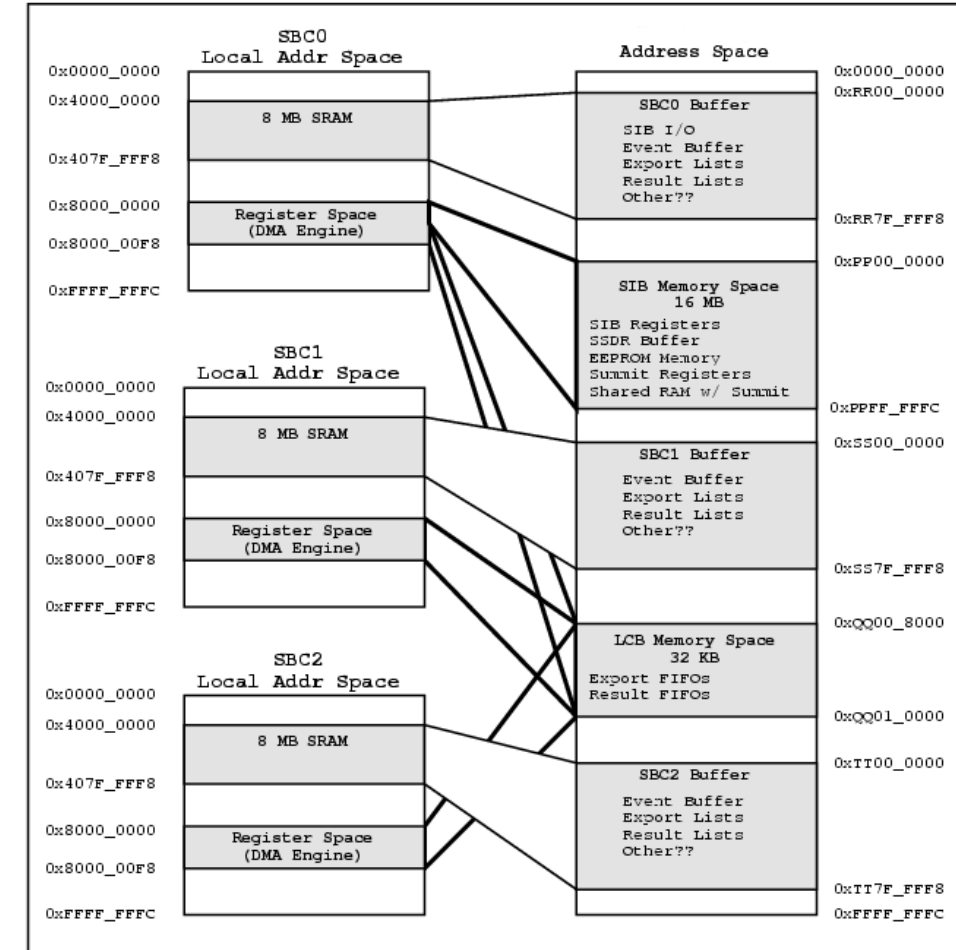 SBC0
Local Addr Space
0x0000_0000
0x4000_0000
8 MB SRAM
0x407F_FFF8
0x8000_0000
Register Space
(DMA Engine)
0x8000_00F8
0xFFFF_FFFC
SBC1
Local Addr Space
0x0000_0000
0x4000_0000
8 MB SRAM
0x407F_FFF8
0x8000_0000
Register Space
(DMA Engine)
0x8000_00F8
0xFFFF_FFFC
SBC2
Local Addr Space
0x0000_0000
0x4000_0000
8 MB SRAM
0x407F_FFF8
0x8000_0000
Register Space
(DMA Engine)
0x8000_00F8
0xFFFF_FFFC
Address Space
0x0000_0000
0xRR00_0000
SBC0 Buffer
SIB I/O
Event Buffer
Export Lists
Result Lists
Other??
0xRR7F_FFF8
0xPP00_0000
SIB Memory Space
16 MB
SIB Registers
SSDR Buffer
EEPROM Memory
Summit Registers
Shared RAM w/ Summit
0xPPFF_FFFC
0xSS00_0000
SBC1 Buffer
Event Buffer
Export Lists
Result Lists
Other??
0xSS7F_FFF8
0xQQ00_8000
LCB Memory Space
32 KB
Export FIFOs
Result FIFOs
0xQQ01_0000
0xTT00_0000
SBC2 Buffer
Event Buffer
Export Lists
Result Lists
Other??
0xTT7F_FFF8
0xFFFF_FFFC